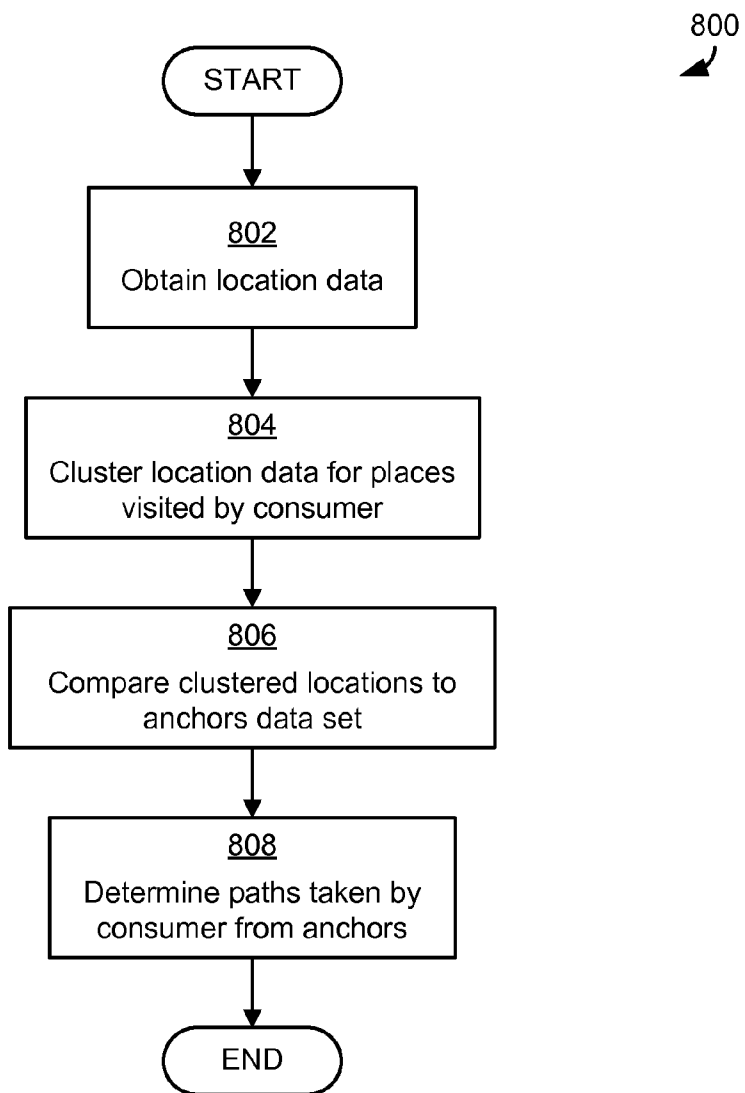 800
START
802
Obtain location data
804
Cluster location data for places
visited by consumer
806
Compare clustered locations to
anchors data set
808
Determine paths taken by
consumer from anchors
END